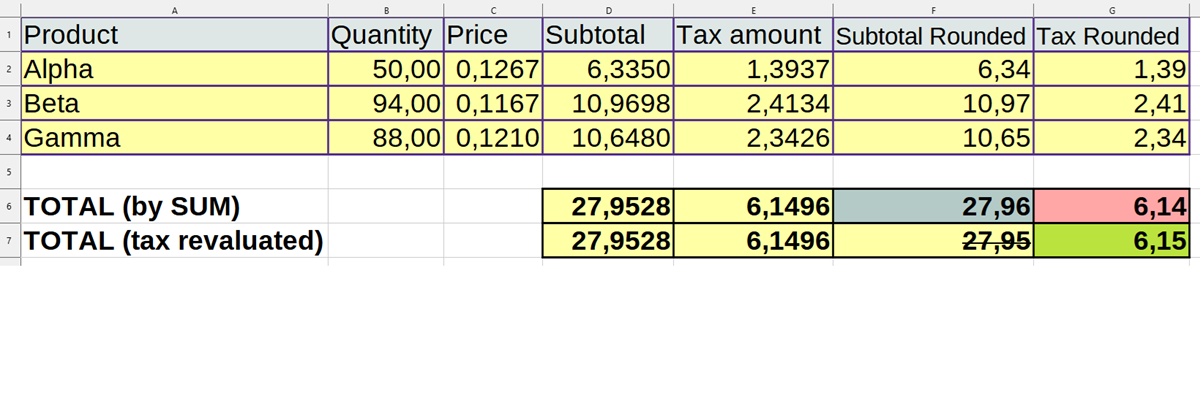 A B C D E F G
1 Product Quantity Price Subtotal Tax amount Subtotal Rounded Tax Rounded
2 Alpha 50,00 0,1267 6,3350 1,3937 6,34 1,39
3 Beta 94,00 0,1167 10,9698 2,4134 10,97 2,41
4 Gamma 88,00 0,1210 10,6480 2,3426 10,65 2,34
5
6 TOTAL (by SUM) 27,9528 6,1496 27,96 6,14
7 TOTAL (tax revaluated) 27,9528 6,1496 27,95 6,15